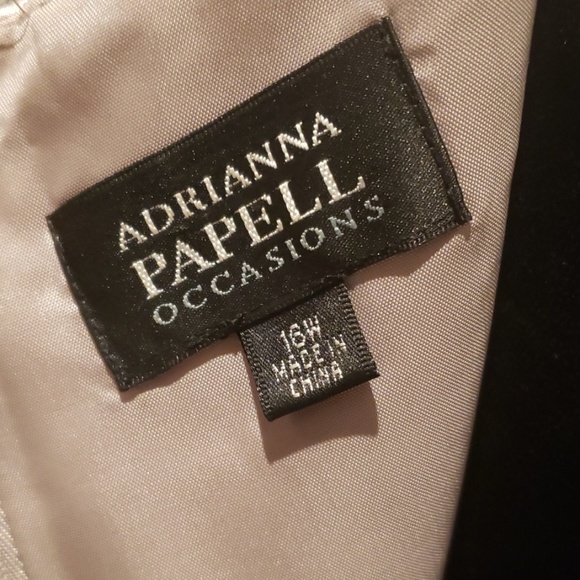 ADRIANNA
PAPELL
OCCASIONS
16W
MADE IN
CHINA